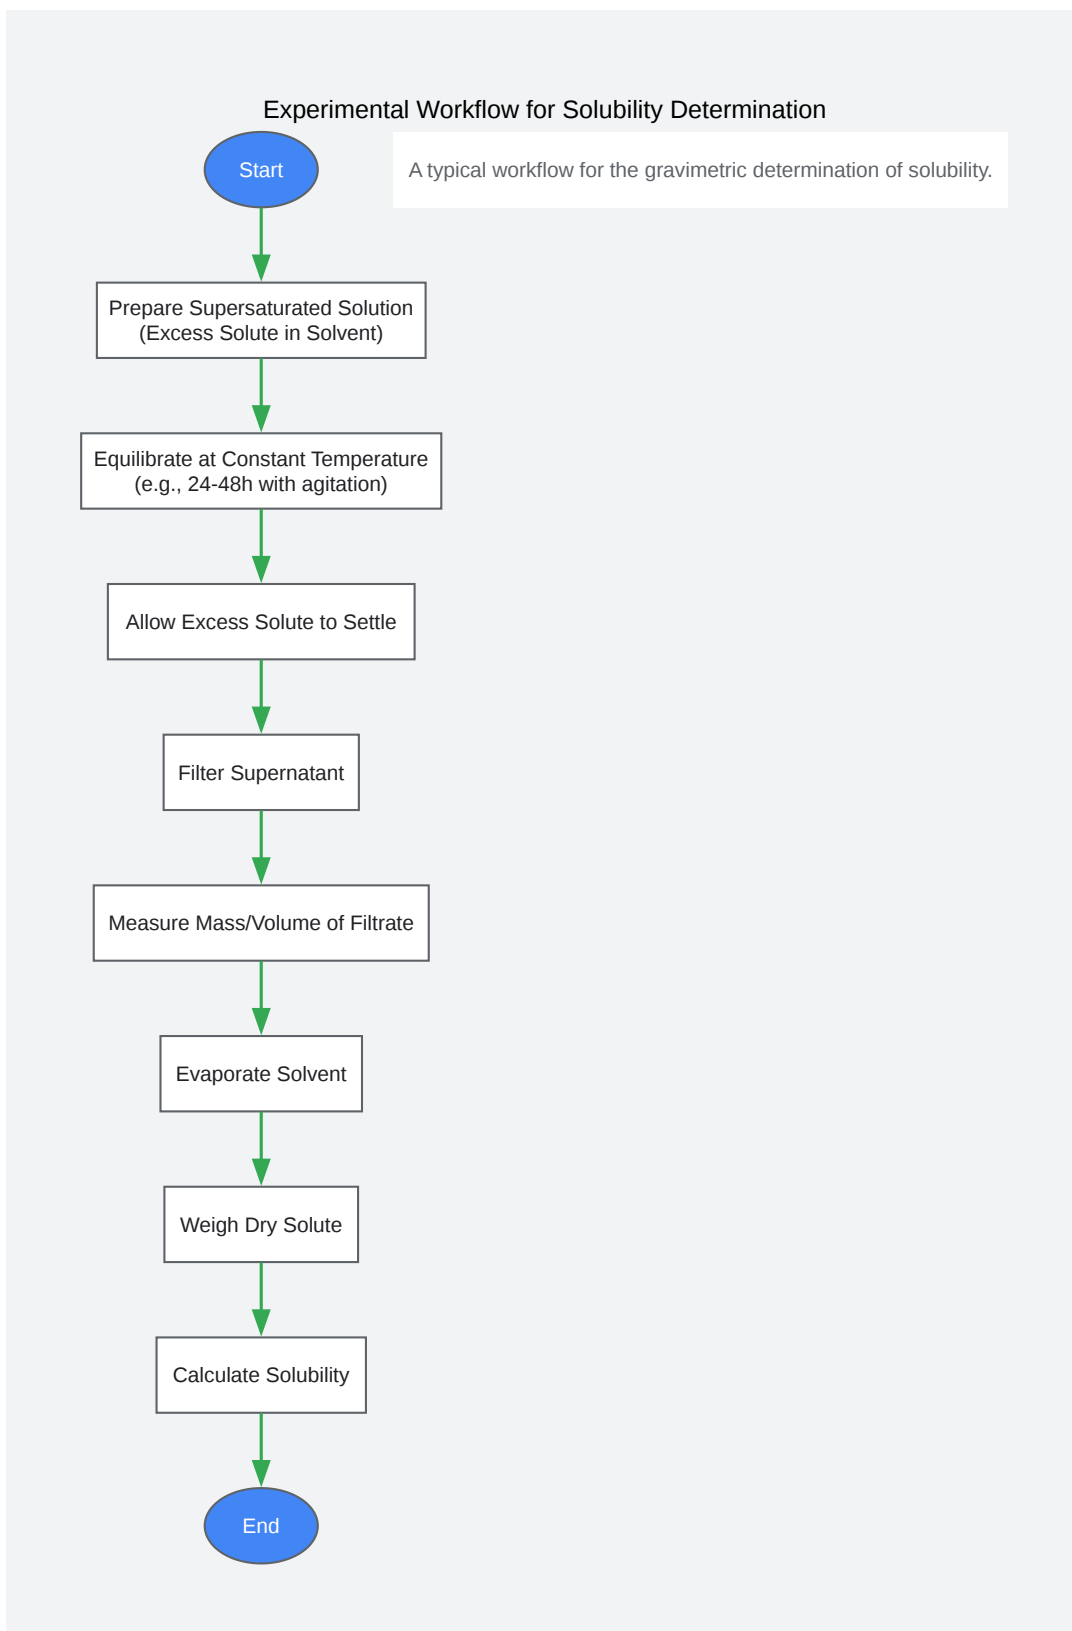 Experimental Workflow for Solubility Determination
Start
A typical workflow for the gravimetric determination of solubility.
Prepare Supersaturated Solution
(Excess Solute in Solvent)
Equilibrate at Constant Temperature
(e.g., 24-48h with agitation)
Allow Excess Solute to Settle
Filter Supernatant
Measure Mass/Volume of Filtrate
Evaporate Solvent
Weigh Dry Solute
Calculate Solubility
End